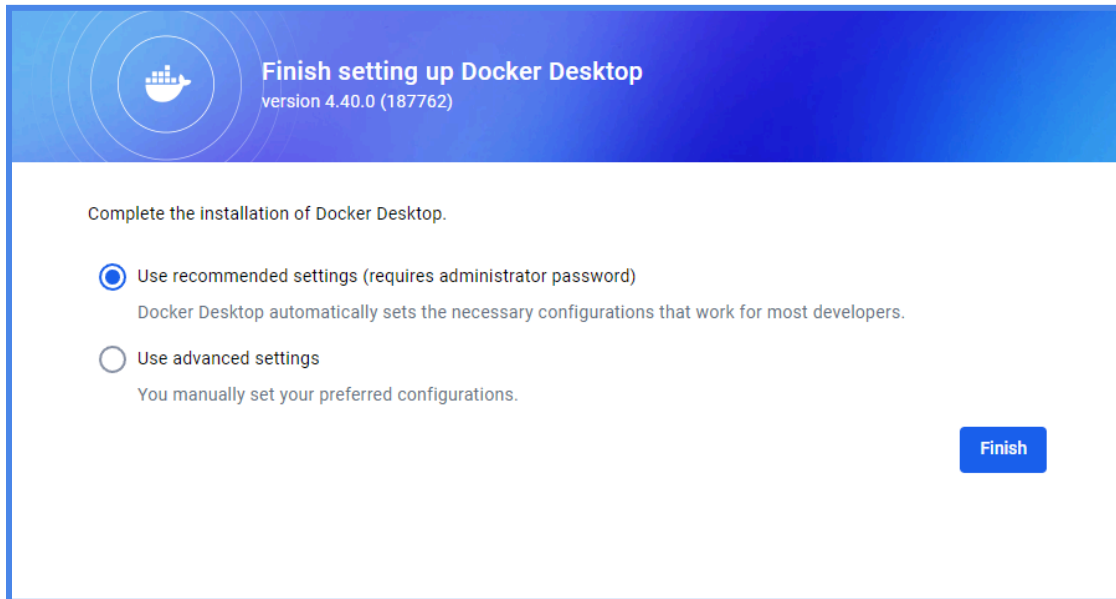 Finish setting up Docker Desktop
version 4.40.0 (187762)
Complete the installation of Docker Desktop.
Use recommended settings (requires administrator password)
Docker Desktop automatically sets the necessary configurations that work for most developers.
Use advanced settings
You manually set your preferred configurations.
Finish